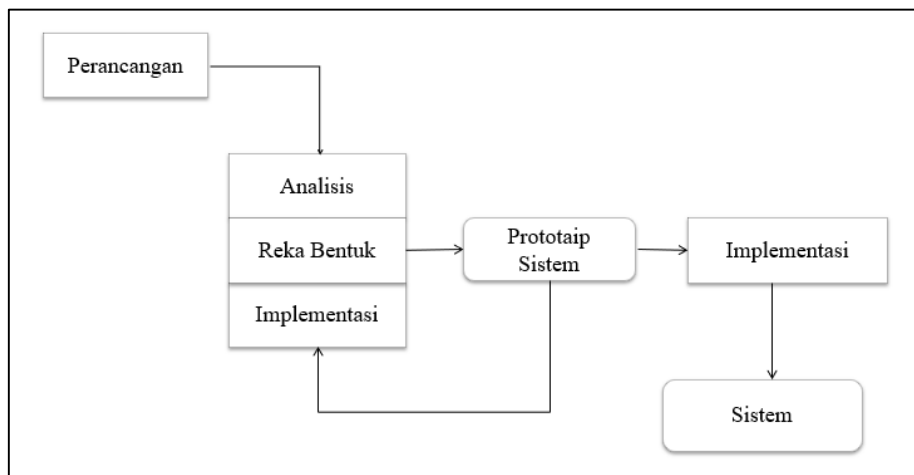 Perancangan
Analisis
Reka Bentuk
Implementasi
Prototaip
Sistem
Implementasi
Sistem